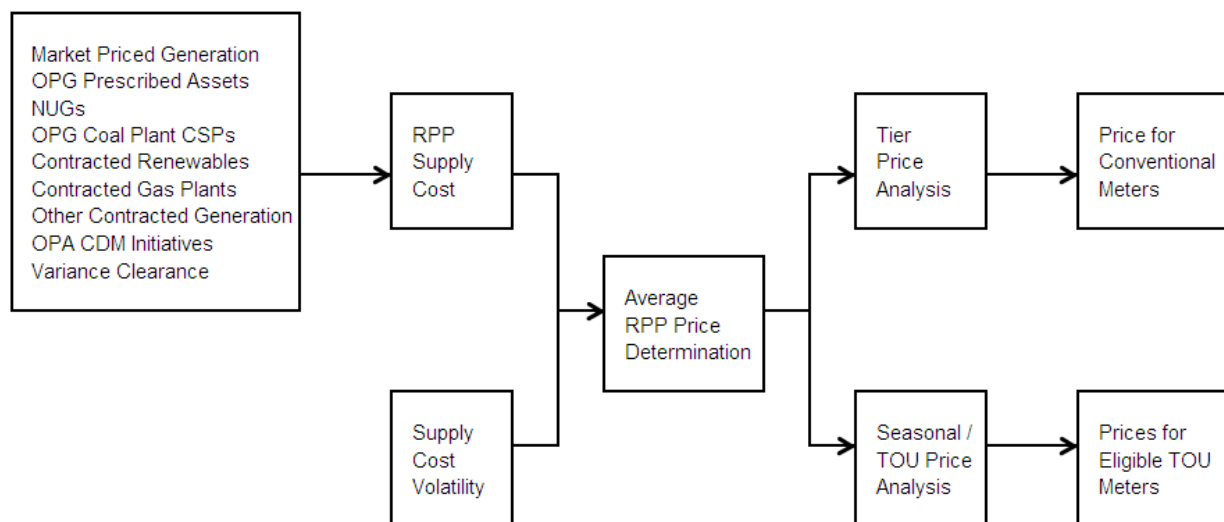 Market Priced Generation
OPG Prescribed Assets
NUGs
OPG Coal Plant CSPs
Contracted Renewables
Contracted Gas Plants
Other Contracted Generation
OPA CDM Initiatives
Variance Clearance
RPP
Supply
Cost
Supply
Cost
Volatility
Average
RPP Price
Determination
Tier
Price
Analysis
Price for
Conventional
Meters
Seasonal /
TOU Price
Analysis
Prices for
Eligible TOU
Meters